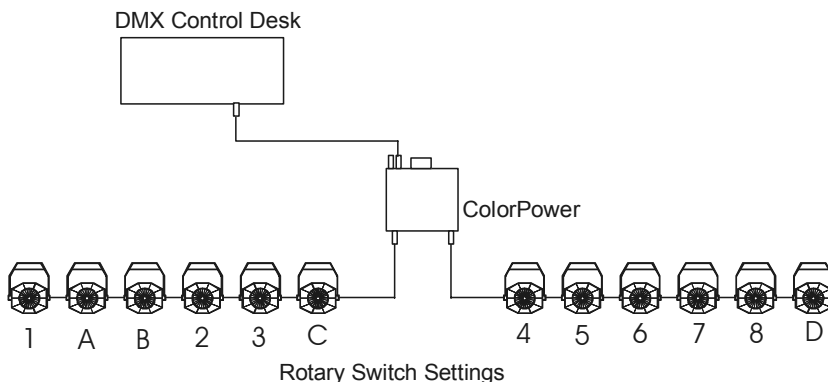 DMX Control Desk
ColorPower
1 A B 2 3 C 4 5 6 7 8 D
Rotary Switch Settings